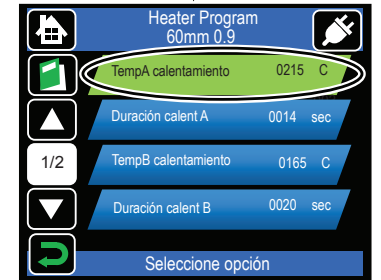 Heater Program
60mm 0.9
TempA calentamiento 0215 C
Duración calent A 0014 sec
1/2
TempB calentamiento 0165 C
Duración calent B 0020 sec
Seleccione opción